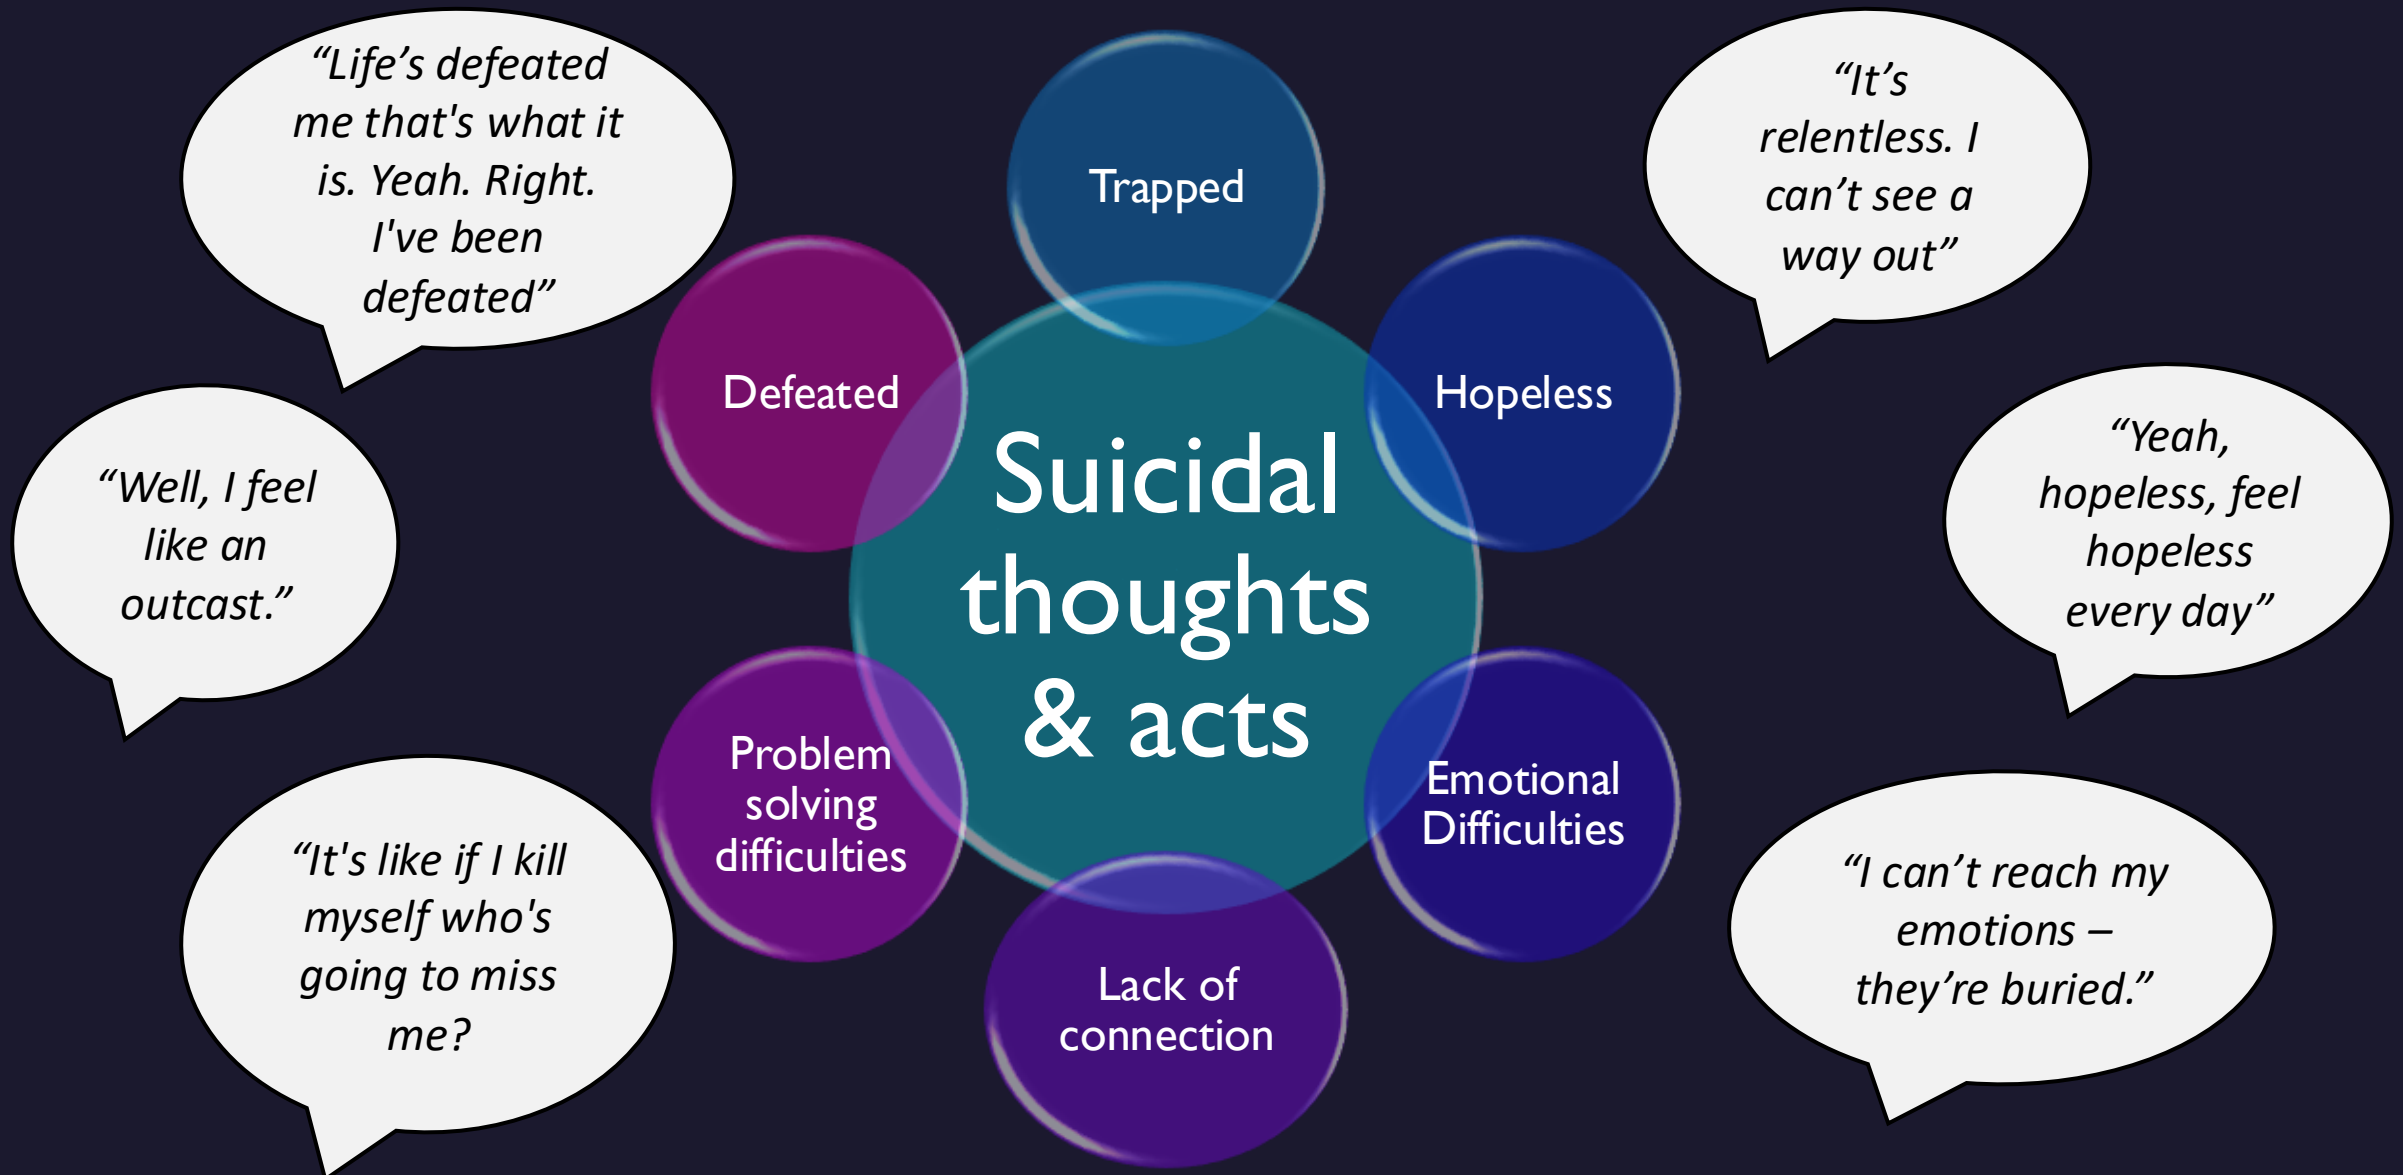 “Life’s defeated
me that's what it
is. Yeah. Right.
I've been
defeated”
“Well, I feel
like an
outcast.”
“It's like if I kill
myself who's
going to miss
me?
Trapped
Defeated
Hopeless
Suicidal
thoughts
& acts
Problem
solving
difficulties
Emotional
Difficulties
Lack of
connection
“It’s
relentless. I
can’t see a
way out”
“Yeah,
hopeless, feel
hopeless
every day”
“I can’t reach my
emotions –
they’re buried.”